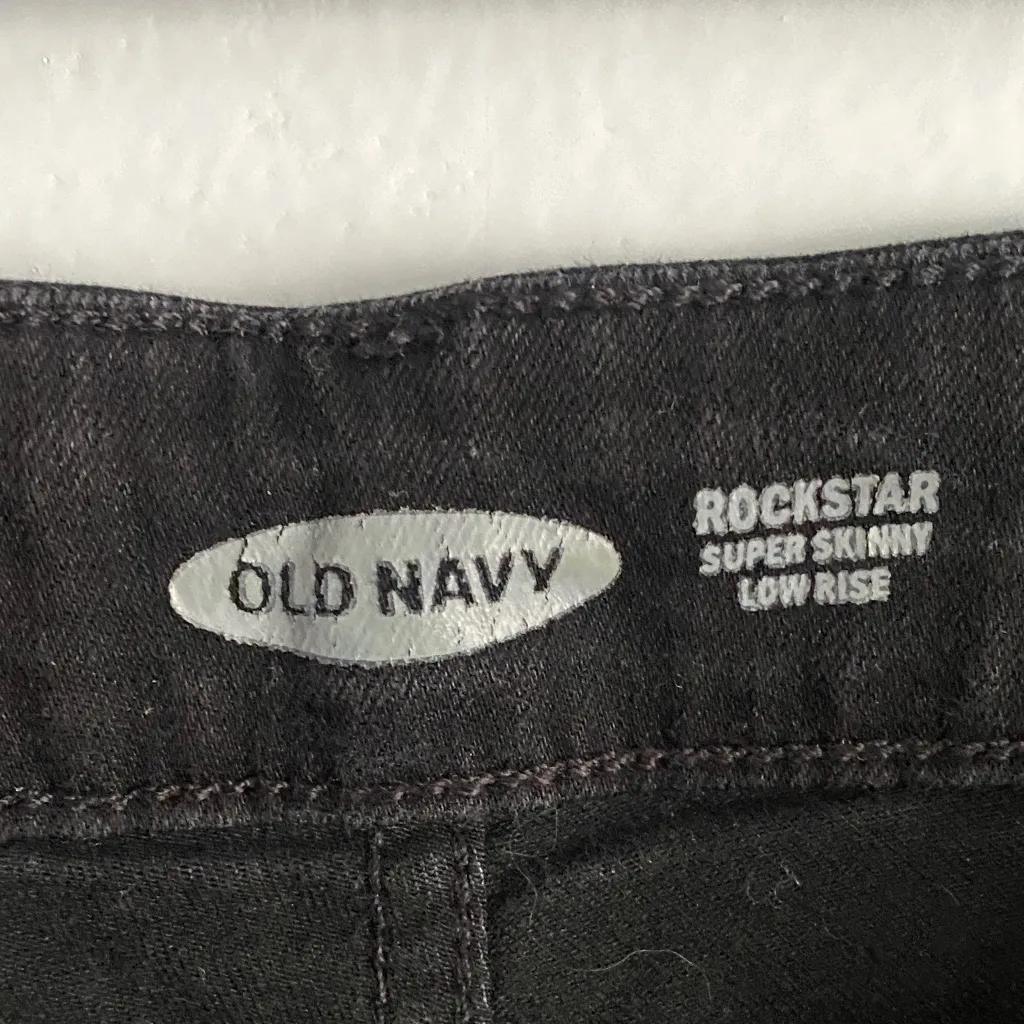 OLD NAVY
ROCKSTAR
SUPER SKINNY
LOW RISE